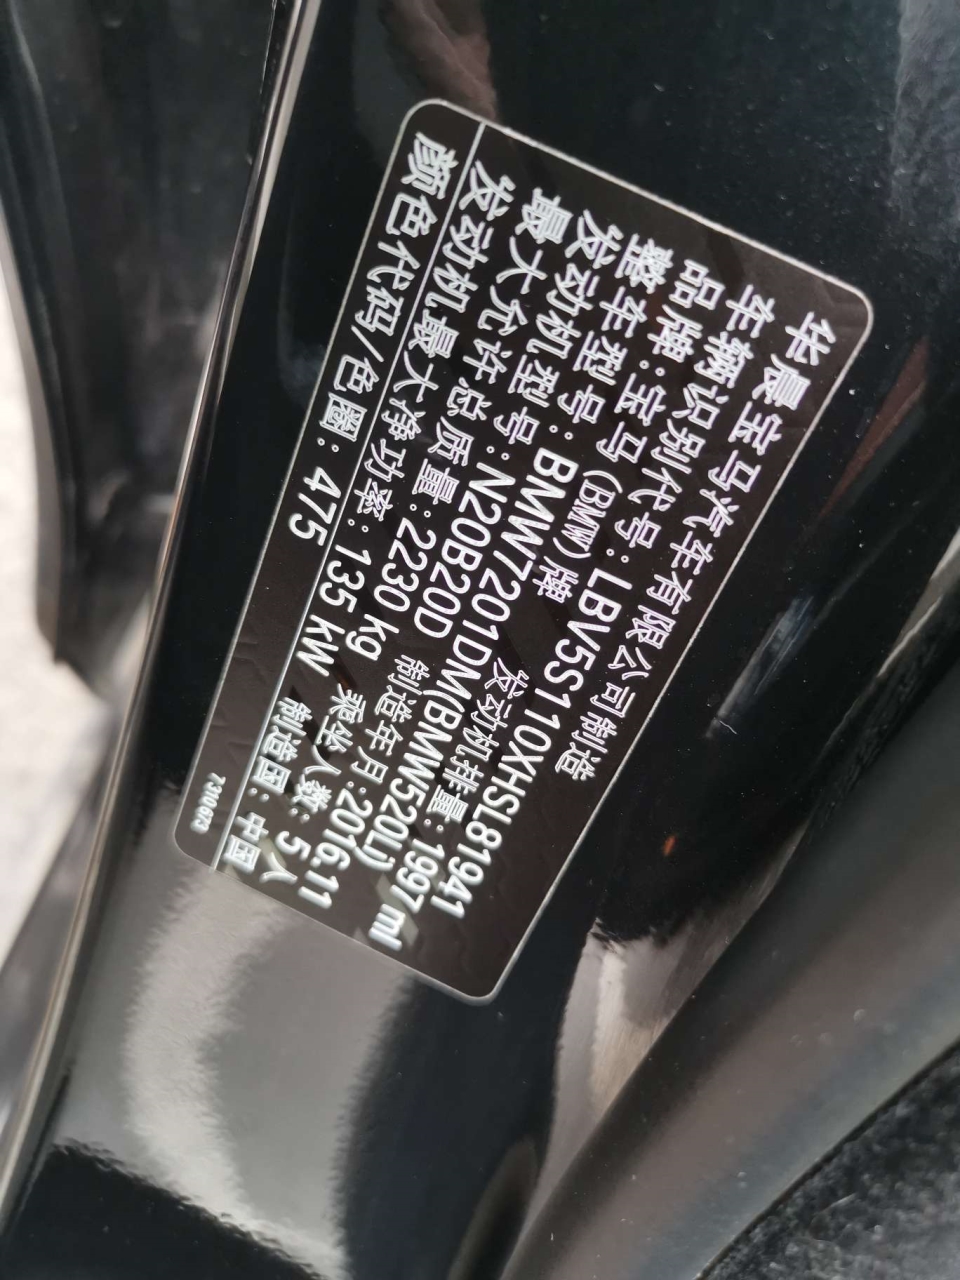 华晨宝马汽车有限公司制造
车辆识别代号: LBV5S110XHSL81941
品牌:宝马(BMW)牌
整车型号: BMW7201DM(BMW520Li)
发动机型号: N20B20D 发动机排量: 1997 ml
最大允许总质量: 2230 kg 制造年月: 2016.11
发动机最大净功率: 135 kW 乘坐人数: 5 人
颜色代码/色圈: 475 制造国: 中国
7310673